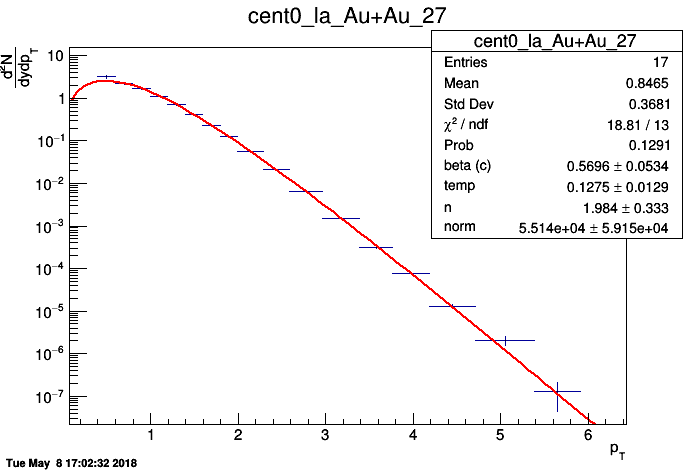 cent0_la_Au+Au_27
cent0_la_Au+Au_27
Entries 17
Mean 0.8465
Std Dev 0.3681
χ² / ndf 18.81 / 13
Prob 0.1291
beta (c) 0.5696 ± 0.0534
temp 0.1275 ± 0.0129
n 1.984 ± 0.333
norm 5.514e+04 ± 5.915e+04
d²N
dydp_T
10
1
10⁻¹
10⁻²
10⁻³
10⁻⁴
10⁻⁵
10⁻⁶
10⁻⁷
1 2 3 4 5 6
p_T
Tue May 8 17:02:32 2018